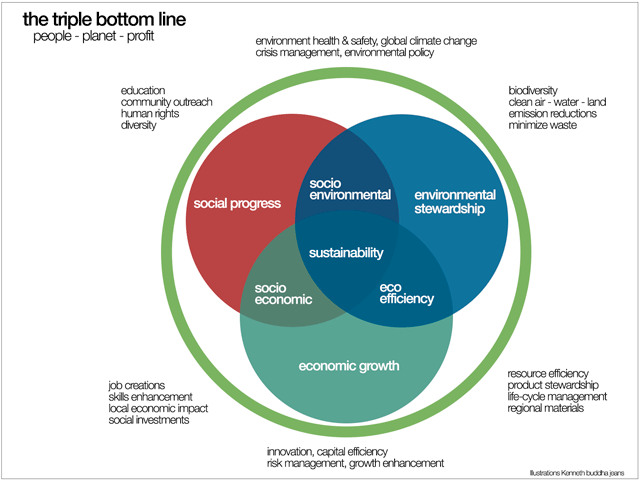 the triple bottom line
people - planet - profit
environment health & safety, global climate change
crisis management, environmental policy
education
community outreach
human rights
diversity
biodiversity
clean air - water - land
emission reductions
minimize waste
socio
environmental
social progress
environmental
stewardship
sustainability
socio
economic
eco
efficiency
economic growth
job creations
skills enhancement
local economic impact
social investments
resource efficiency
product stewardship
life-cycle management
regional materials
innovation, capital efficiency
risk management, growth enhancement
Illustrations Kenneth buddha jeans